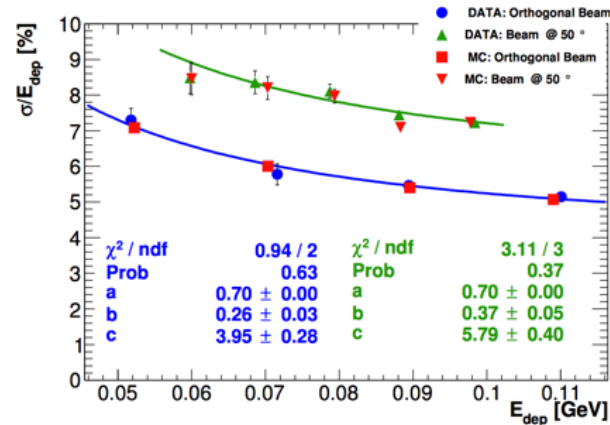 DATA: Orthogonal Beam
DATA: Beam @ 50 °
MC: Orthogonal Beam
MC: Beam @ 50 °
σ/E_dep [%]
10
9
8
7
6
5
4
3
2
1
0
χ² / ndf 0.94 / 2
Prob 0.63
a 0.70 ± 0.00
b 0.26 ± 0.03
c 3.95 ± 0.28
χ² / ndf 3.11 / 3
Prob 0.37
a 0.70 ± 0.00
b 0.37 ± 0.05
c 5.79 ± 0.40
0.05 0.06 0.07 0.08 0.09 0.1 0.11
E_dep [GeV]